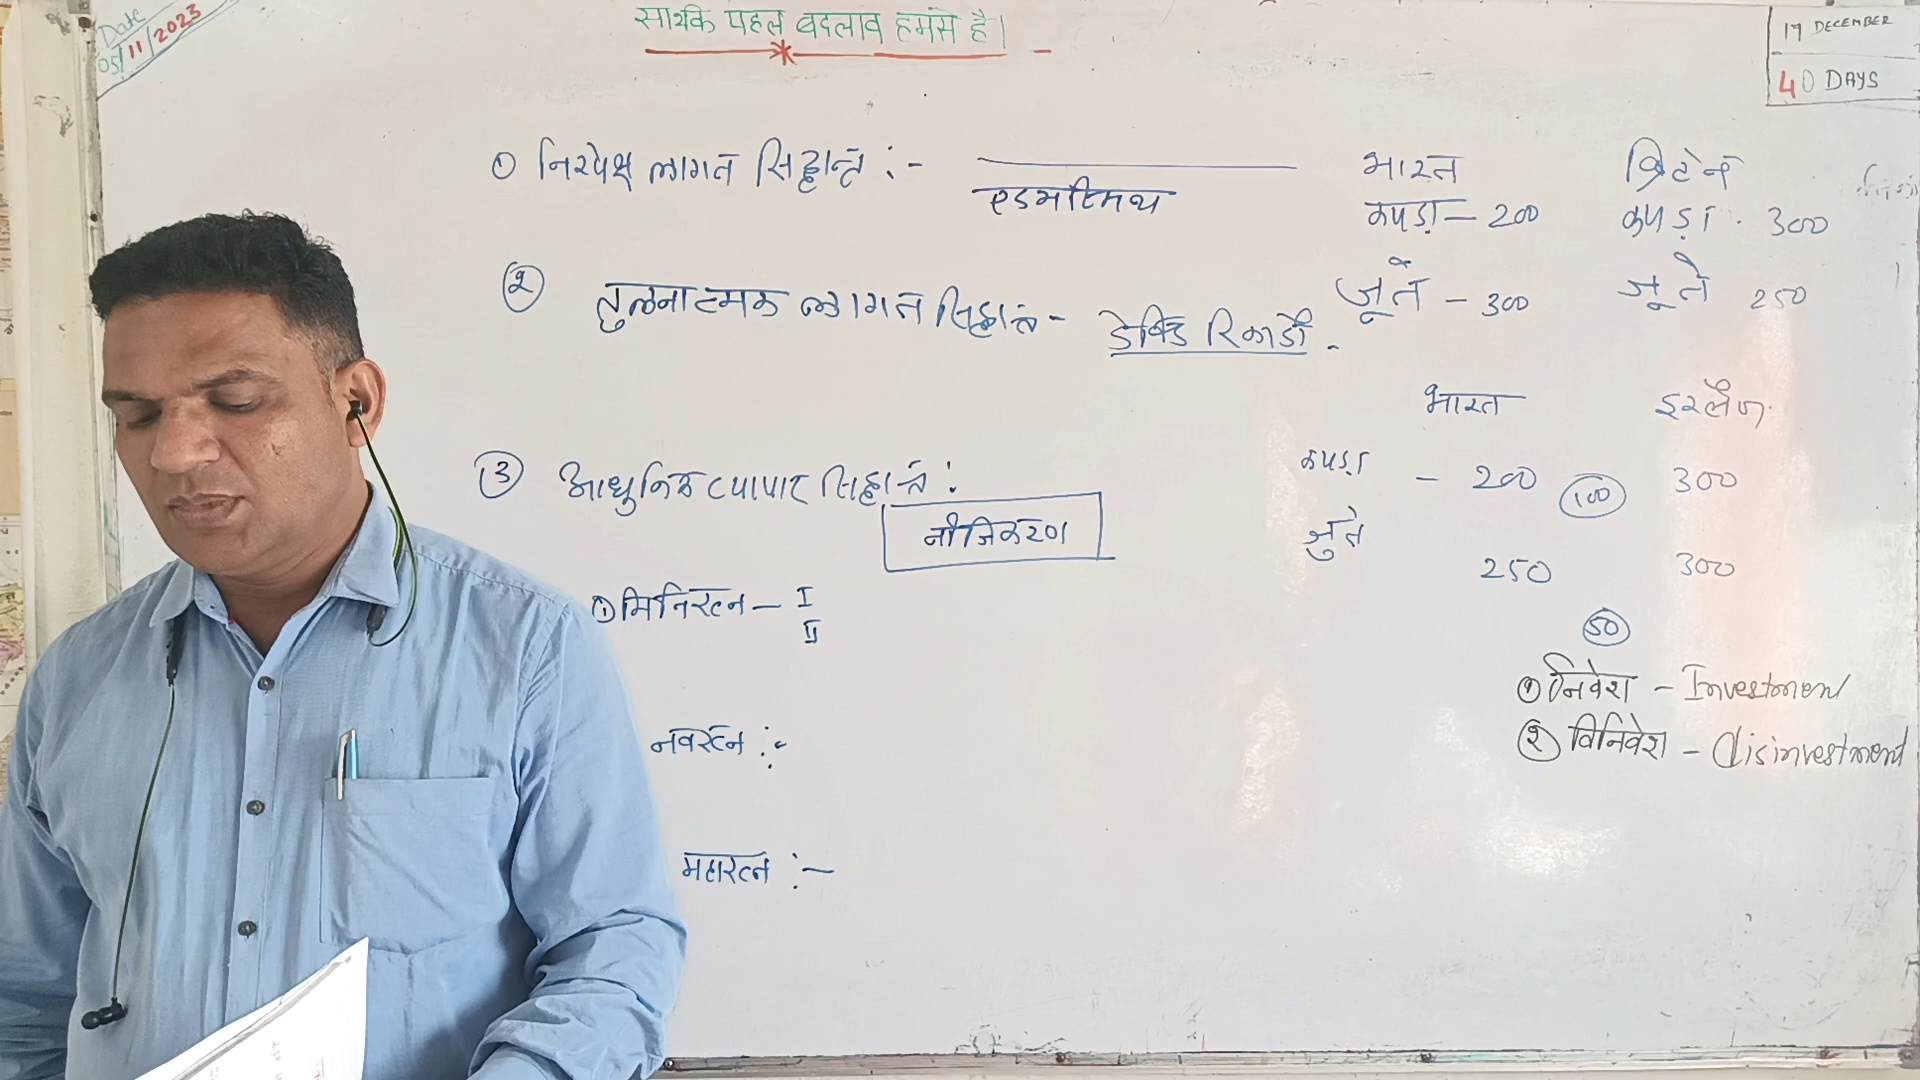 Date
05/11/2023
सार्थक पहल बदलाव हमसे है।
17 DECEMBER
40 DAYS
① निरपेक्ष लागत सिद्धान्त :-
एडमस्मिथ
भारत ब्रिटेन
कपड़ा - 200 कपड़ा . 300
जूते - 300 जूते 250
② तुलनात्मक लागत सिद्धांत - डेविड रिकार्डो -
भारत
कपड़ा - 200 (100) 300
जुते
250 300
(50)
③ आधुनिक व्यापार सिद्धान्त :
नीजिकरण
① मिनिरत्न - I
II
नवरत्न :-
महारत्न :-
① निवेश - Investment
② विनिवेश - disinvestment